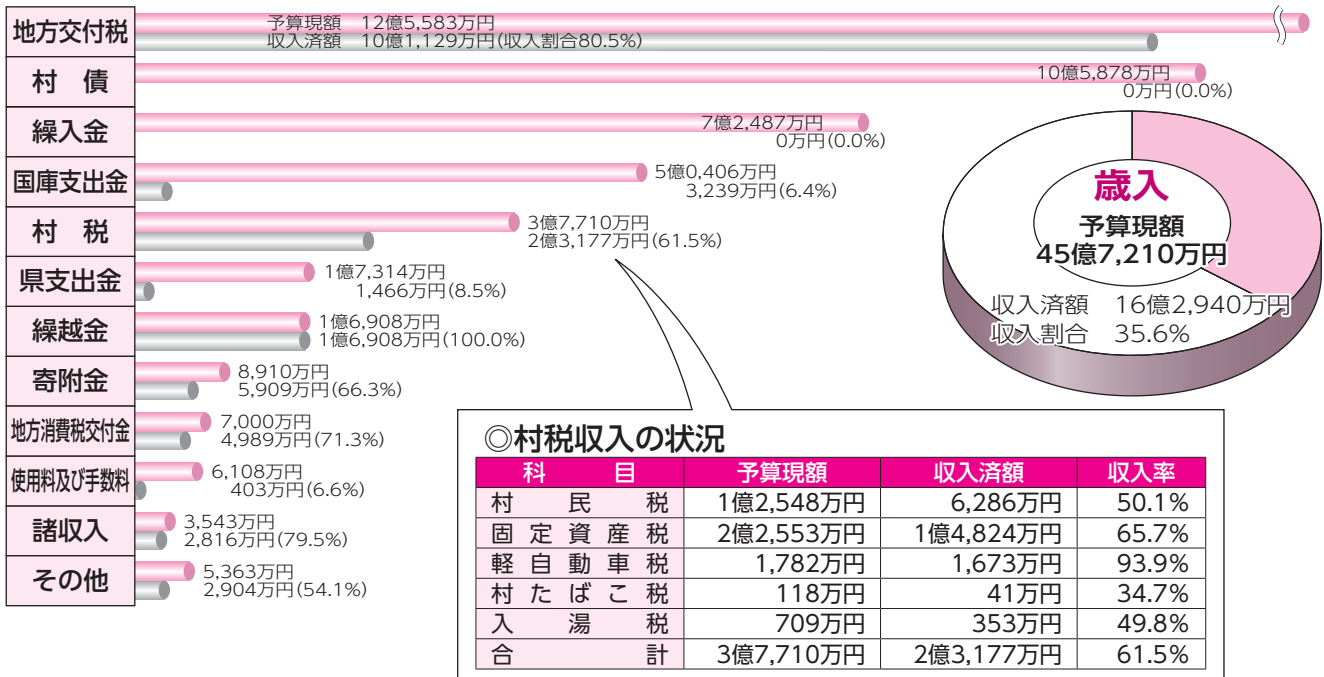 地方交付税
予算現額 12億5,583万円
収入済額 10億1,129万円(収入割合80.5%)
村 債
10億5,878万円
0万円(0.0%)
繰入金
7億2,487万円
0万円(0.0%)
国庫支出金
5億0,406万円
3,239万円(6.4%)
村 税
3億7,710万円
2億3,177万円(61.5%)
県支出金
1億7,314万円
1,466万円(8.5%)
繰越金
1億6,908万円
1億6,908万円(100.0%)
寄附金
8,910万円
5,909万円(66.3%)
地方消費税交付金
7,000万円
4,989万円(71.3%)
使用料及び手数料
6,108万円
403万円(6.6%)
諸収入
3,543万円
2,816万円(79.5%)
その他
5,363万円
2,904万円(54.1%)
歳入
予算現額
45億7,210万円
収入済額 16億2,940万円
収入割合 35.6%
◎村税収入の状況
科 目 予算現額 収入済額 収入率
村 民 税 1億2,548万円 6,286万円 50.1%
固 定 資 産 税 2億2,553万円 1億4,824万円 65.7%
軽 自 動 車 税 1,782万円 1,673万円 93.9%
村 た ば こ 税 118万円 41万円 34.7%
入 湯 税 709万円 353万円 49.8%
合 計 3億7,710万円 2億3,177万円 61.5%